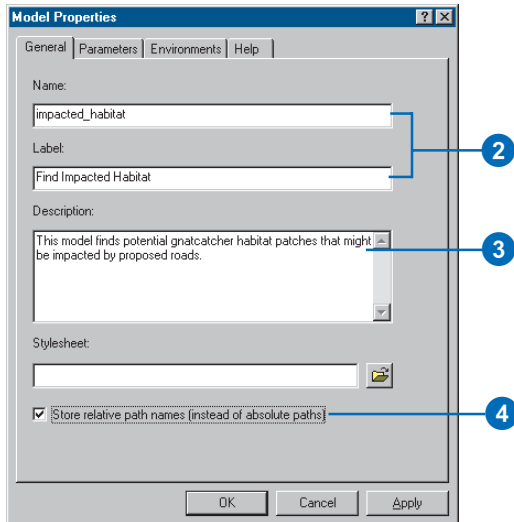 Model Properties
General Parameters Environments Help
Name:
impacted_habitat
2
Label:
Find Impacted Habitat
Description:
This model finds potential gnatcatcher habitat patches that might
be impacted by proposed roads.
3
Stylesheet:
Store relative path names (instead of absolute paths)
4
OK Cancel Apply